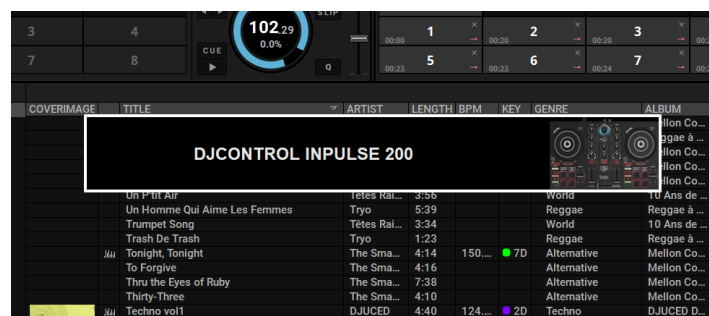 SLIP
3 4 102.29 1 × 2 × 3 ×
0.0% 00:00 00:20 00:20
CUE
7 8 Q 5 × 6 × 7 ×
00:23 00:23 00:24
COVERIMAGE TITLE ARTIST LENGTH BPM KEY GENRE ALBUM
DJCONTROL INPULSE 200
ellon Co...
ggae à ...
ellon Co...
ellon Co...
ellon Co...
Un P'tit Air Têtes Rai... 3:56 World 10 Ans de ...
Un Homme Qui Aime Les Femmes Tryo 5:39 Reggae Reggae à ...
Trumpet Song Têtes Rai... 3:34 World 10 Ans de ...
Trash De Trash Tryo 1:23 Reggae Reggae à ...
Tonight, Tonight The Sma... 4:14 150.... 7D Alternative Mellon Co...
To Forgive The Sma... 4:16 Alternative Mellon Co...
Thru the Eyes of Ruby The Sma... 7:38 Alternative Mellon Co...
Thirty-Three The Sma... 4:10 Alternative Mellon Co...
Techno vol1 DJUCED 4:40 124.... 2D Techno DJUCED D...